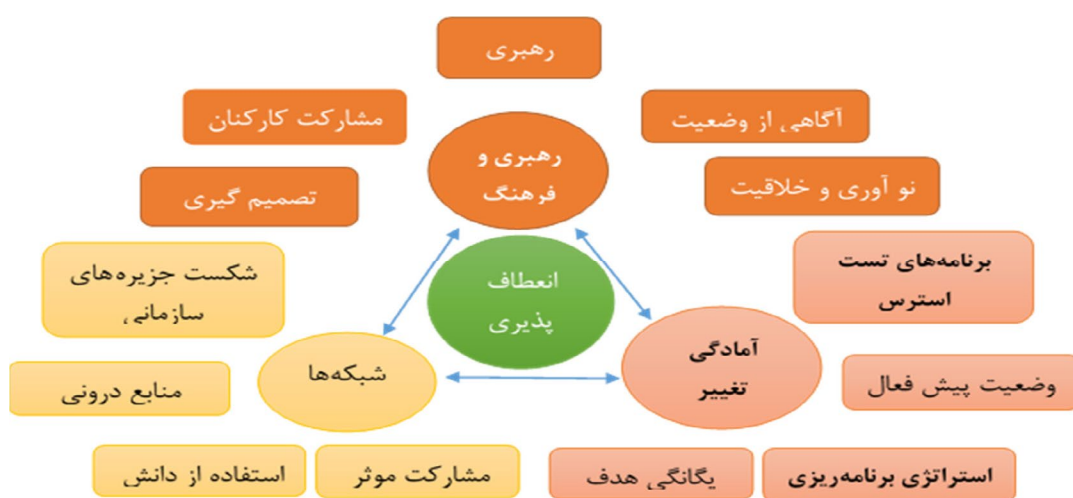 رهبری
مشارکت کارکنان
آگاهی از وضعیت
رهبری و
فرهنگ
تصمیم گیری
نو آوری و خلاقیت
انعطاف
پذیری
شکست جزیره‌های
سازمانی
برنامه‌های تست
استرس
شبکه‌ها
آمادگی
تغییر
منابع درونی
وضعیت پیش فعال
استفاده از دانش
مشارکت موثر
یگانگی هدف
استراتژی برنامه‌ریزی